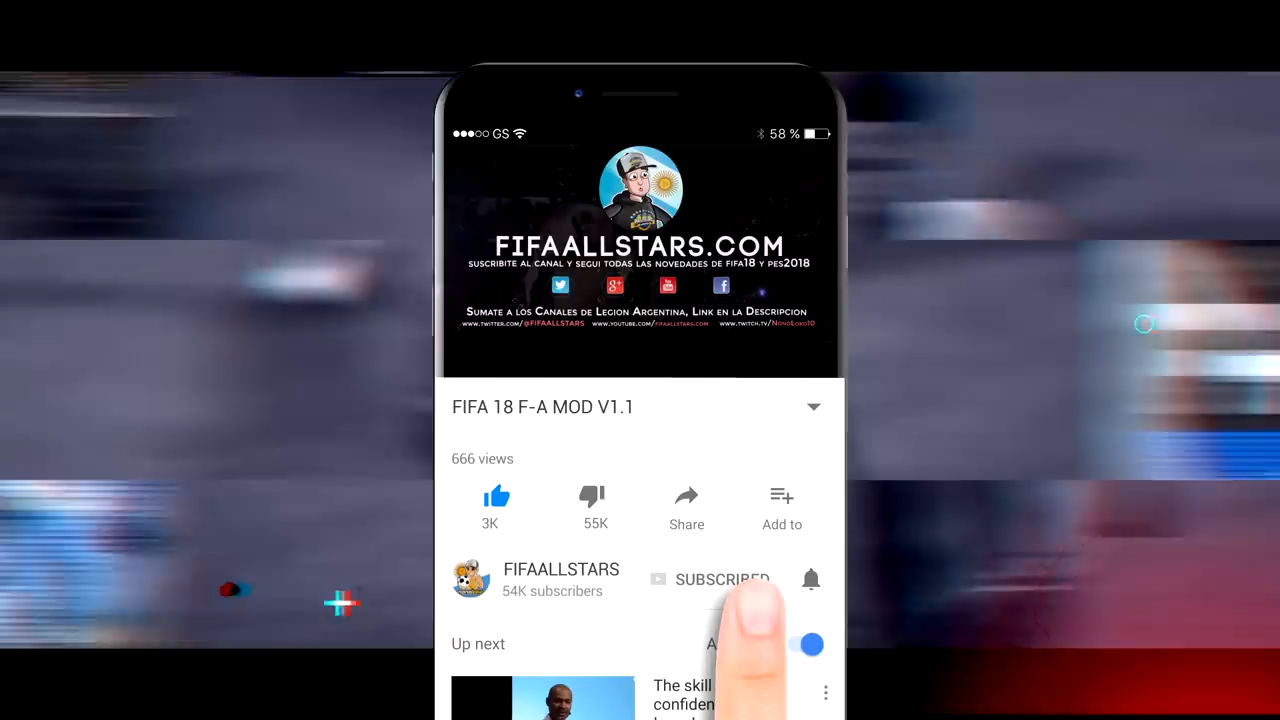 GS 58 %
FIFAALLSTARS.COM
SUSCRIBITE AL CANAL Y SEGUI TODAS LAS NOVEDADES DE FIFA18 Y PES2018
SUMATE A LOS CANALES DE LEGION ARGENTINA, LINK EN LA DESCRIPCION
WWW.TWITTER.COM/@FIFAALLSTARS WWW.YOUTUBE.COM/FIFAALLSTARS.COM WWW.TWITCH.TV/NONOLOKO10
FIFA 18 F-A MOD V1.1
666 views
3K 55K Share Add to
FIFAALLSTARS SUBSCRIBED
54K subscribers
Up next
The skill
confiden